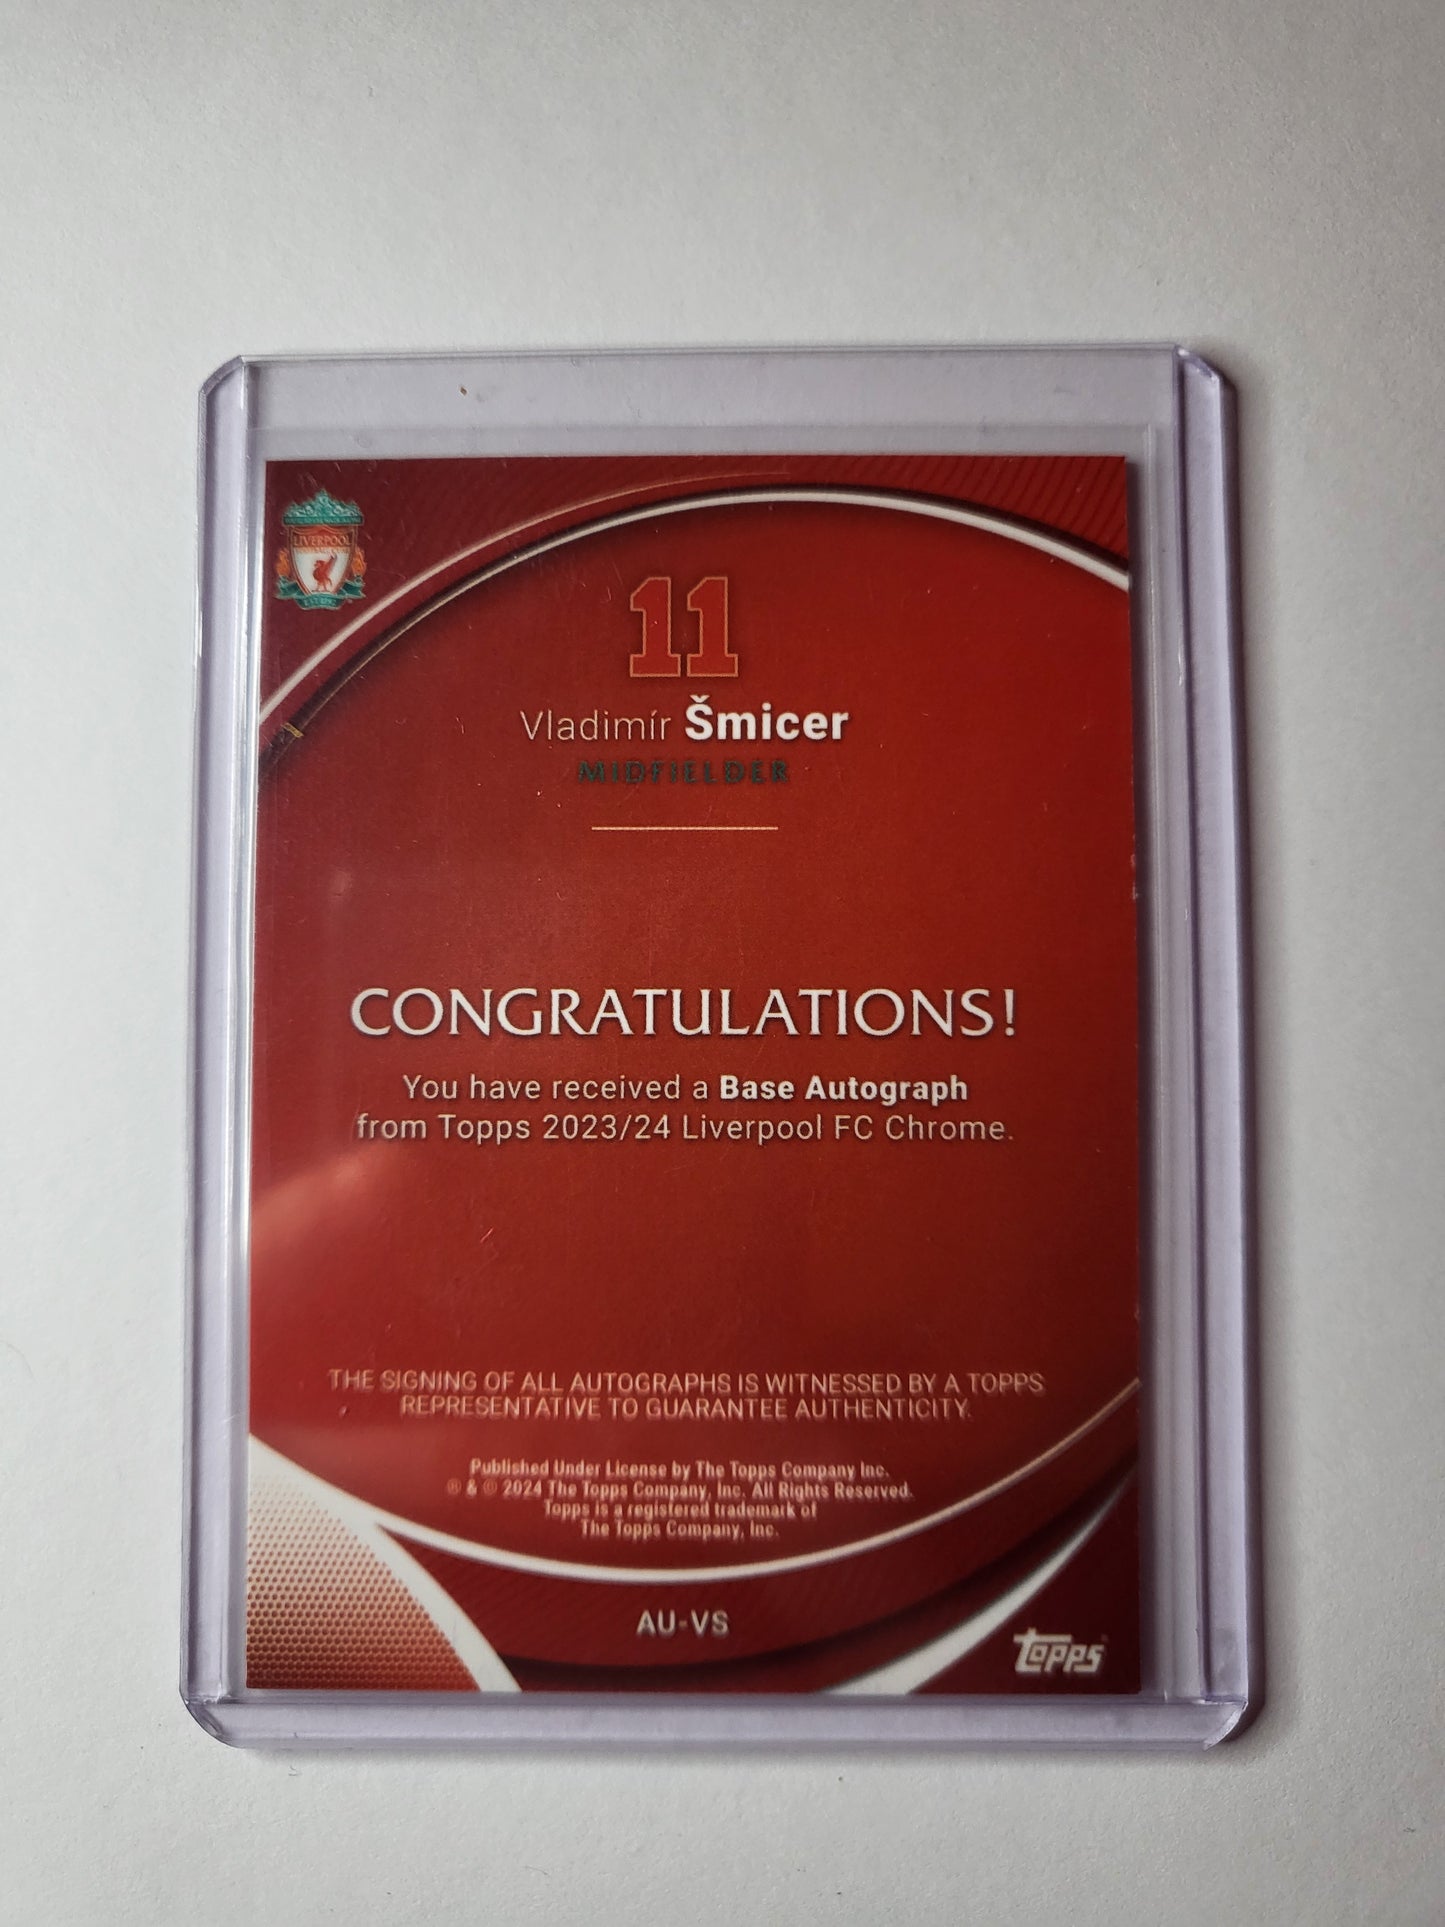 LIVERPOOL
11
Vladimír Šmicer
MIDFIELDER
CONGRATULATIONS!
You have received a Base Autograph
from Topps 2023/24 Liverpool FC Chrome.
THE SIGNING OF ALL AUTOGRAPHS IS WITNESSED BY A TOPPS
REPRESENTATIVE TO GUARANTEE AUTHENTICITY.
Published Under License by The Topps Company Inc.
® & © 2024 The Topps Company, Inc. All Rights Reserved.
Topps is a registered trademark of
The Topps Company, Inc.
AU-VS
topps